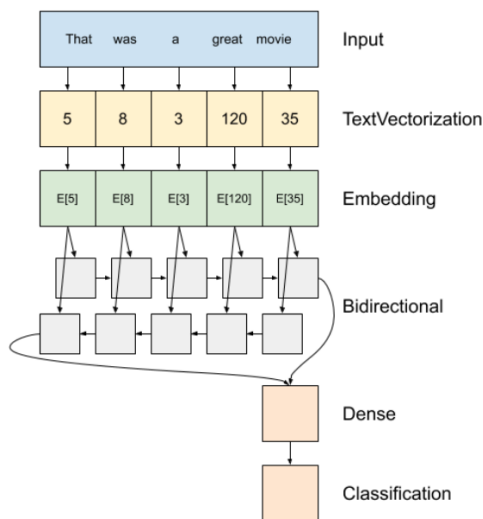 That was a great movie Input
5 8 3 120 35 TextVectorization
E[5] E[8] E[3] E[120] E[35] Embedding
Bidirectional
Dense
Classification